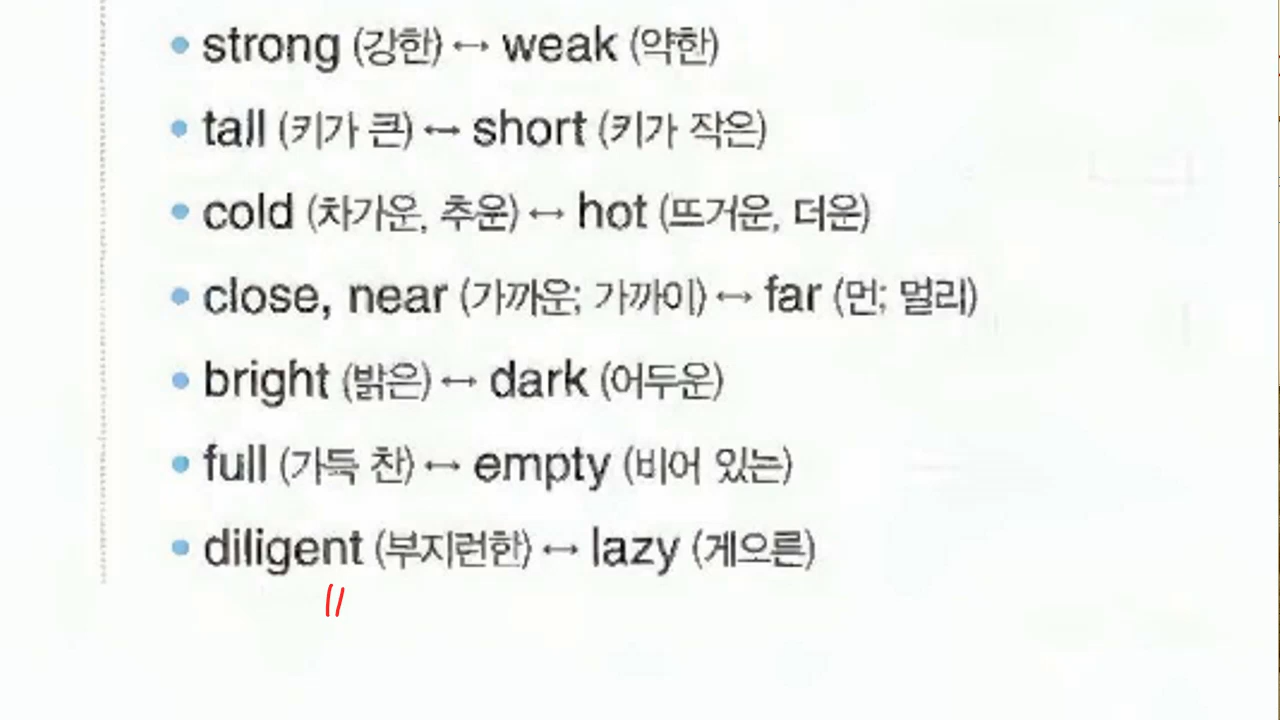 • strong (강한) ↔ weak (약한)
• tall (키가 큰) ↔ short (키가 작은)
• cold (차가운, 추운) ↔ hot (뜨거운, 더운)
• close, near (가까운; 가까이) ↔ far (먼; 멀리)
• bright (밝은) ↔ dark (어두운)
• full (가득 찬) ↔ empty (비어 있는)
• diligent (부지런한) ↔ lazy (게으른)